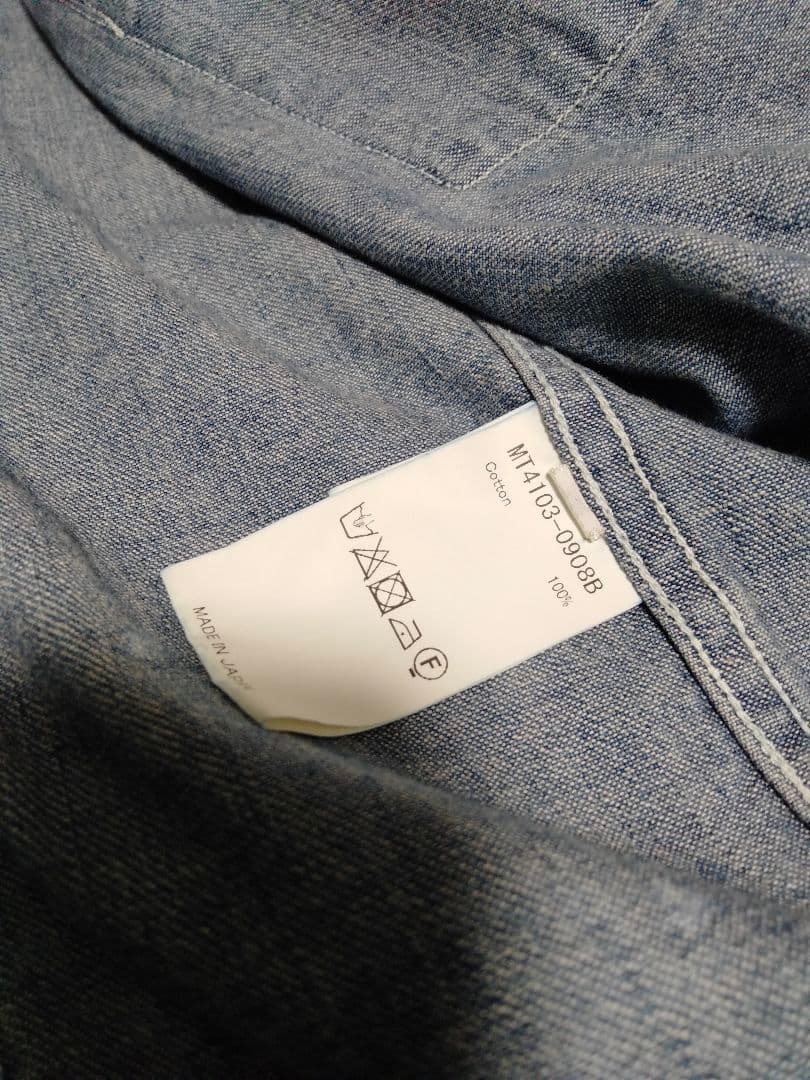 MT4103-0908B
Cotton 100%
F
MADE IN JAPAN